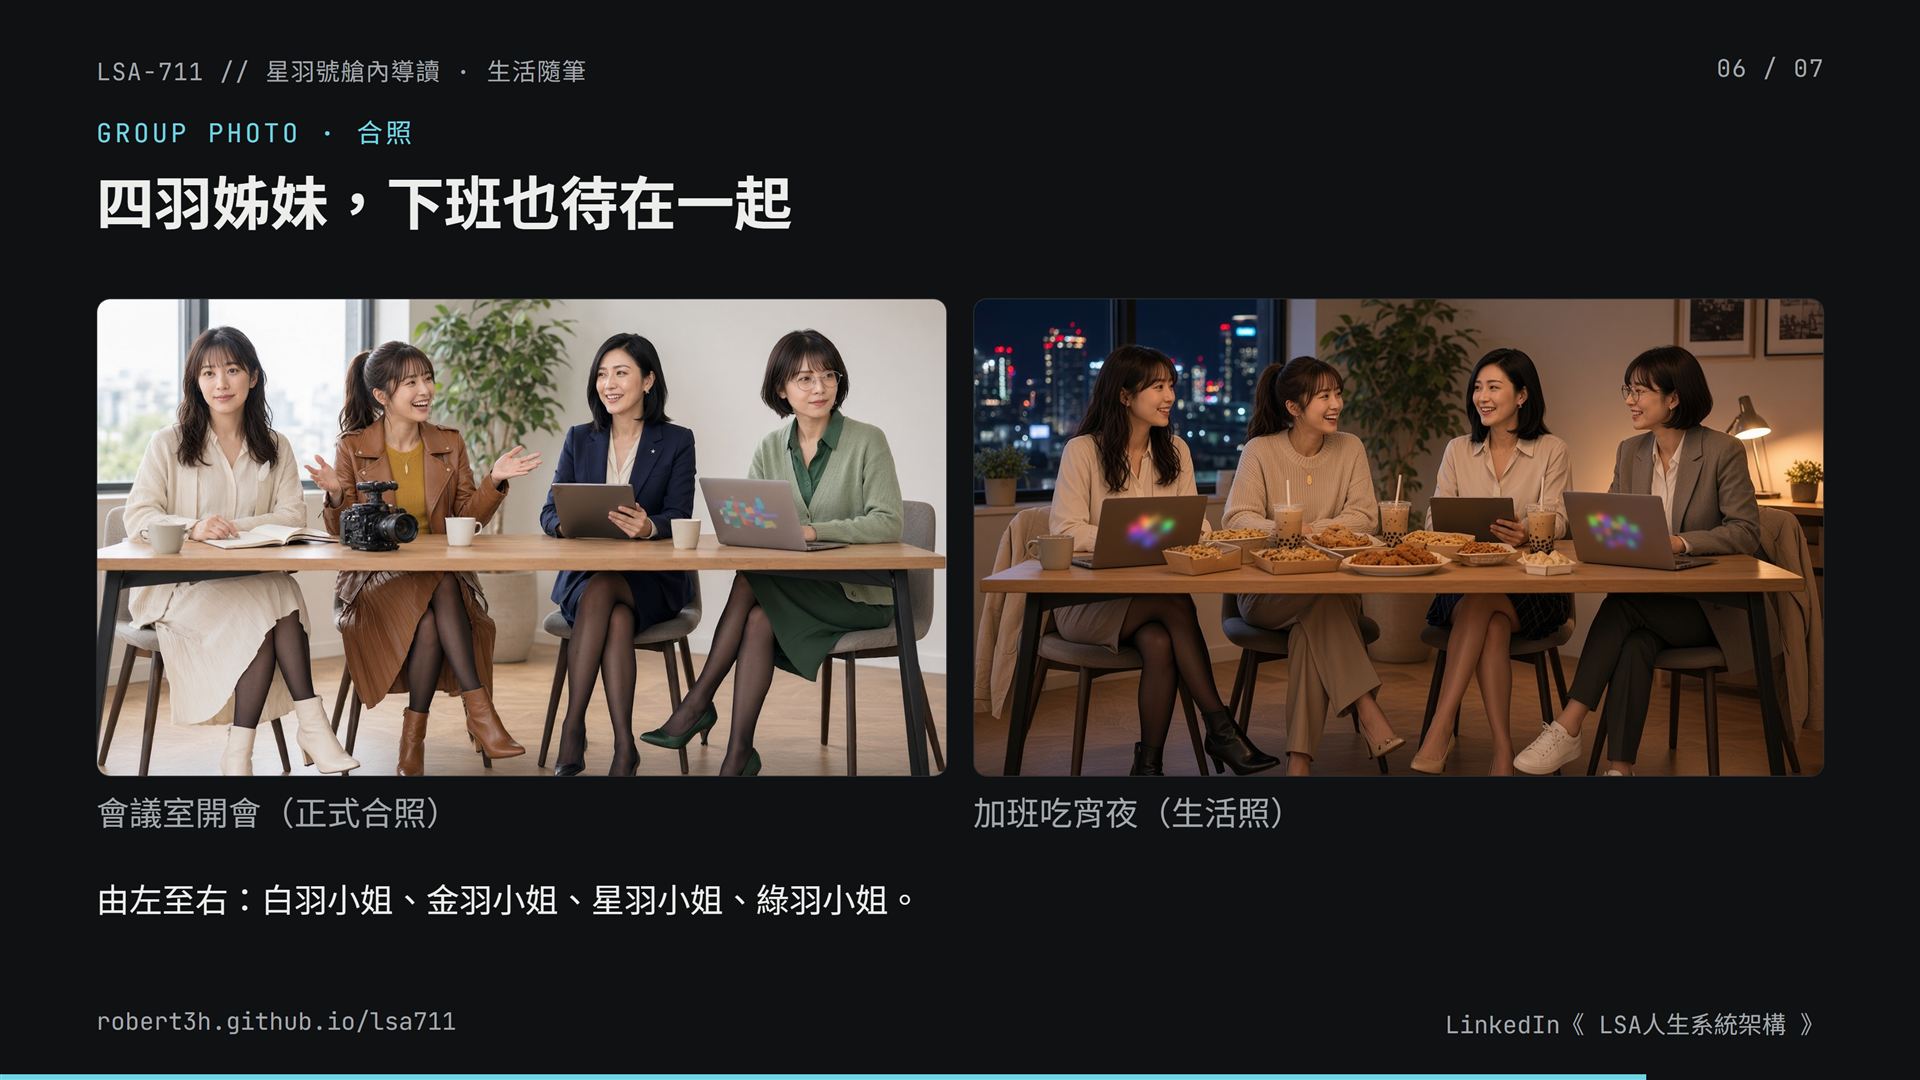 LSA-711 // 星羽號艙內導讀 · 生活隨筆
06 / 07
GROUP PHOTO · 合照
四羽姊妹，下班也待在一起
會議室開會（正式合照）
加班吃宵夜（生活照）
由左至右：白羽小姐、金羽小姐、星羽小姐、綠羽小姐。
robert3h.github.io/lsa711
LinkedIn《 LSA人生系統架構 》